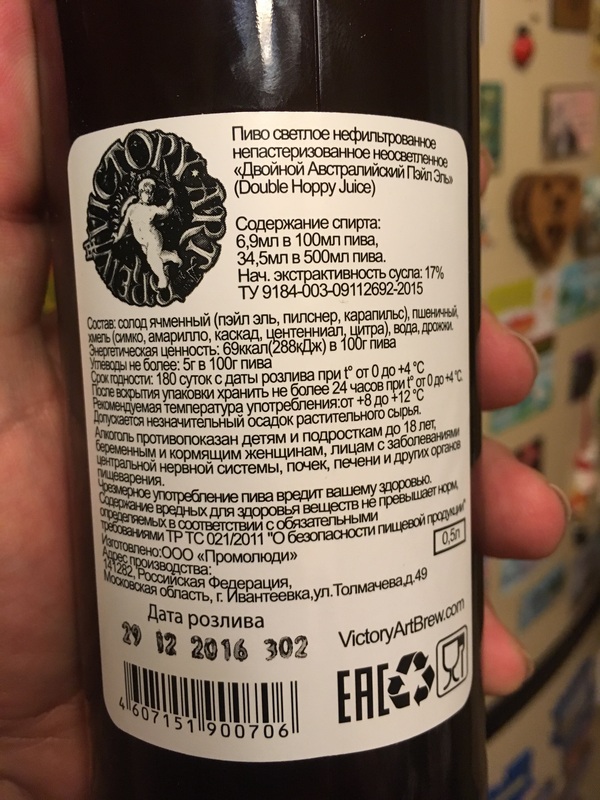 VICTORY ART BREW
Пиво светлое нефильтрованное
непастеризованное неосветленное
«Двойной Австралийский Пэйл Эль»
(Double Hoppy Juice)
Содержание спирта:
6,9мл в 100мл пива,
34,5мл в 500мл пива.
Нач. экстрактивность сусла: 17%
ТУ 9184-003-09112692-2015
Состав: солод ячменный (пэйл эль, пилснер, карапильс), пшеничный,
хмель (симко, амарилло, каскад, центенниал, цитра), вода, дрожжи.
Энергетическая ценность: 69ккал(288кДж) в 100г пива
Углеводы не более: 5г в 100г пива
Срок годности: 180 суток с даты розлива при t° от 0 до +4 °C
После вскрытия упаковки хранить не более 24 часов при t° от 0 до +4 °C.
Рекомендуемая температура употребления:от +8 до +12 °C
Допускается незначительный осадок растительного сырья.
Алкоголь противопоказан детям и подросткам до 18 лет,
беременным и кормящим женщинам, лицам с заболеваниями
центральной нервной системы, почек, печени и других органов
пищеварения.
Чрезмерное употребление пива вредит вашему здоровью.
Содержание вредных для здоровья веществ не превышает норм,
определяемых в соответствии с обязательными
требованиями ТР ТС 021/2011 "О безопасности пищевой продукции"
0,5л
Изготовлено:ООО «Промолюди»
Адрес производства:
141282, Российская Федерация,
Московская область, г. Ивантеевка,ул.Толмачева,д.49
Дата розлива
29 12 2016 302
VictoryArtBrew.com
EAC
4 607151 900706